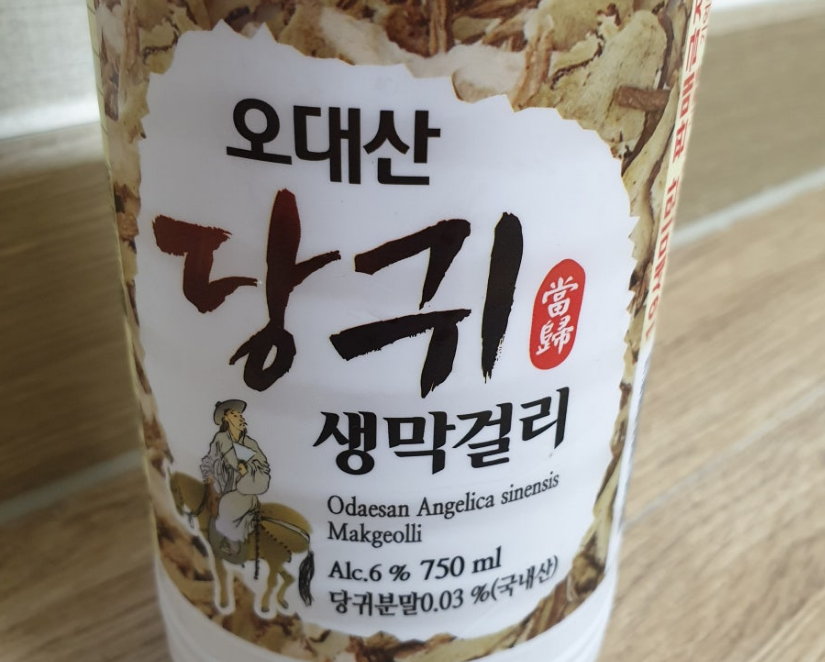 오대산
당귀
當歸
생막걸리
Odaesan Angelica sinensis
Makgeolli
Alc.6 % 750 ml
당귀분말0.03 %(국내산)